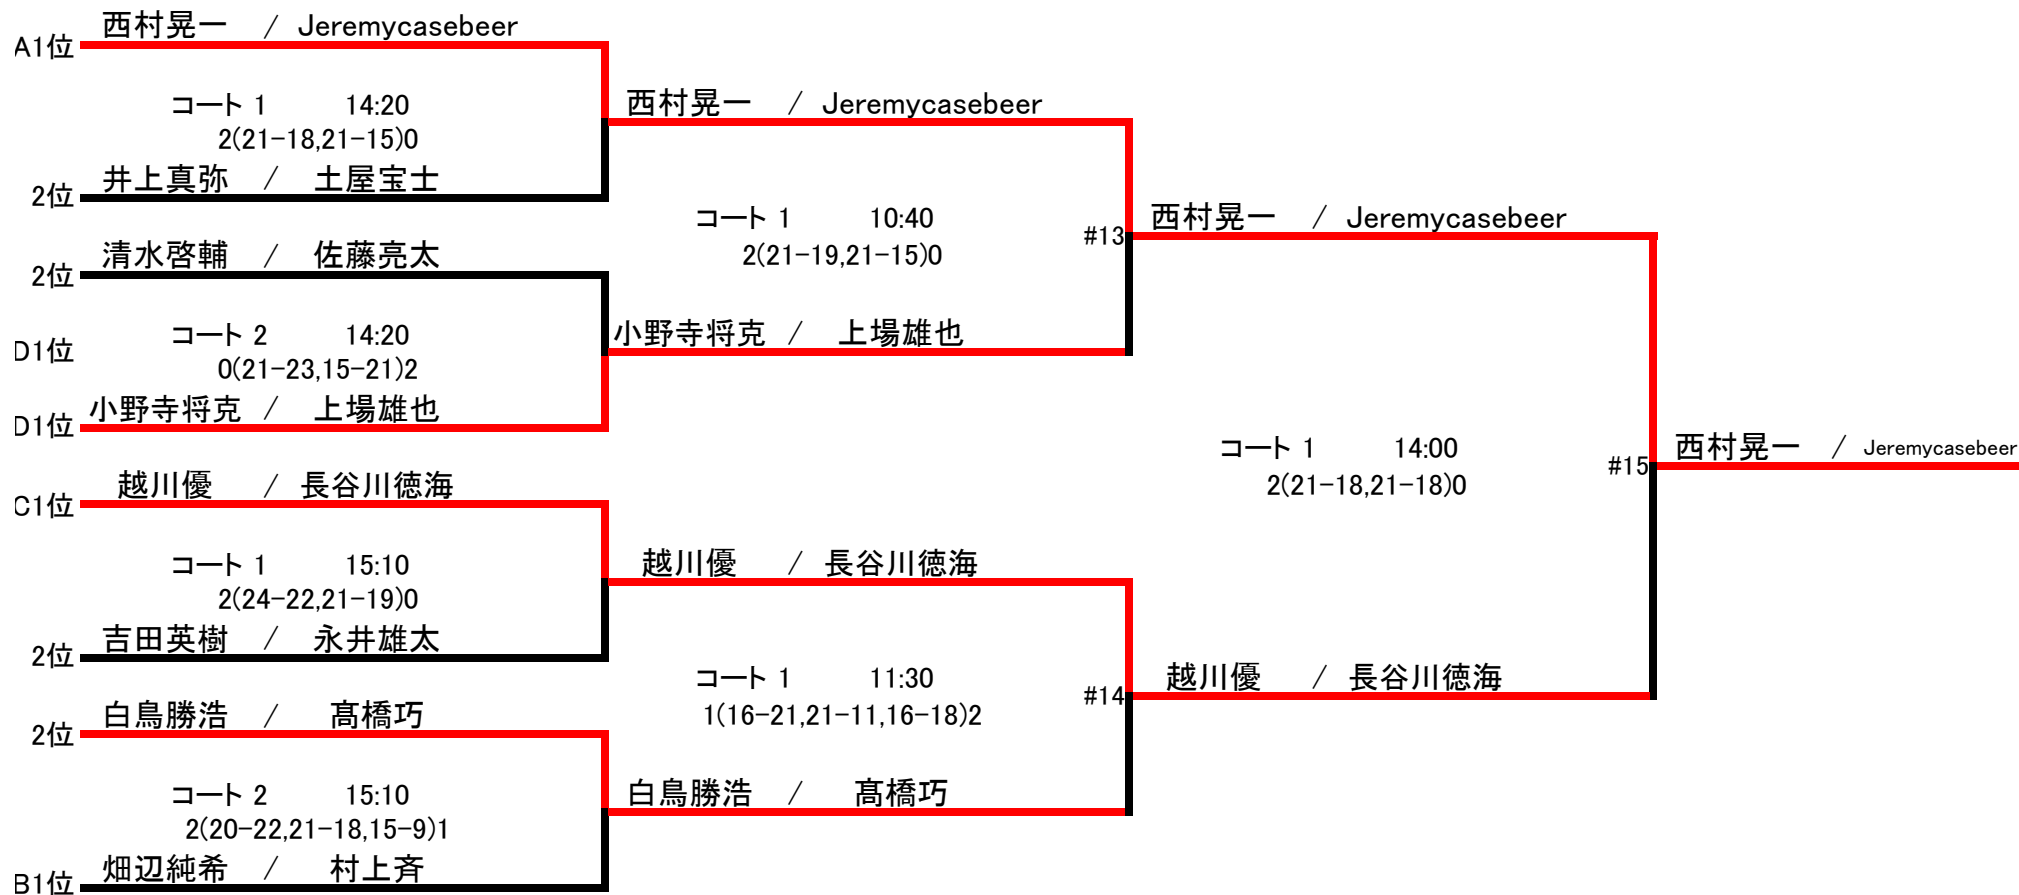 西村晃一 / Jeremycasebeer
A1位
コート 1 14:20
2(21-18,21-15)0
井上真弥 / 土屋宝士
2位
清水啓輔 / 佐藤亮太
2位
コート 2 14:20
D1位
0(21-23,15-21)2
小野寺将克 / 上場雄也
D1位
越川優 / 長谷川徳海
C1位
コート 1 15:10
2(24-22,21-19)0
吉田英樹 / 永井雄太
2位
白鳥勝浩 / 髙橋巧
2位
コート 2 15:10
2(20-22,21-18,15-9)1
畑辺純希 / 村上斉
B1位
西村晃一 / Jeremycasebeer
コート 1 10:40
#13
2(21-19,21-15)0
小野寺将克 / 上場雄也
越川優 / 長谷川徳海
コート 1 11:30
#14
1(16-21,21-11,16-18)2
白鳥勝浩 / 髙橋巧
西村晃一 / Jeremycasebeer
コート 1 14:00
#15
2(21-18,21-18)0
越川優 / 長谷川徳海
西村晃一 / Jeremycasebeer